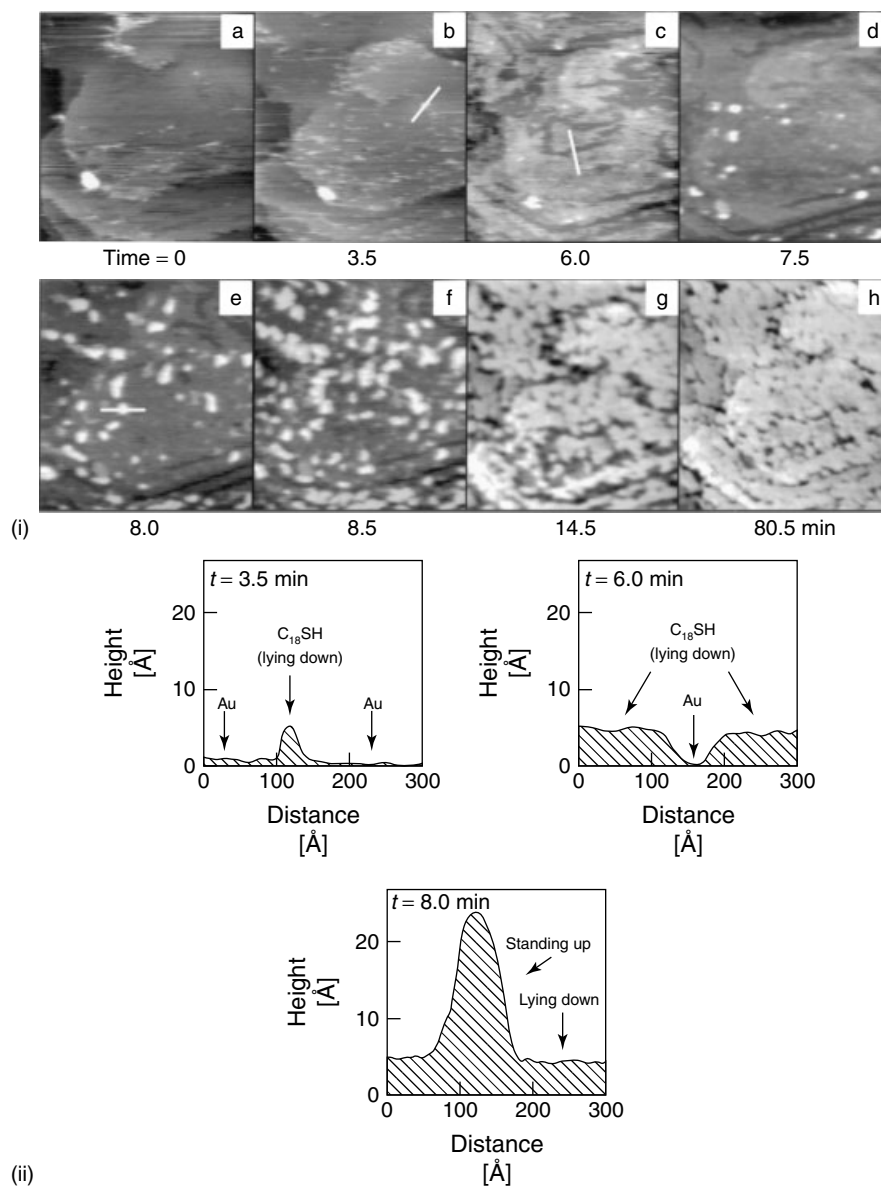 a b c d
Time = 0 3.5 6.0 7.5
e f g h
(i) 8.0 8.5 14.5 80.5 min
t = 3.5 min
20
10
0
Height
[Å]
C₁₈SH
(lying down)
Au
Au
0 100 200 300
Distance
[Å]
t = 6.0 min
20
10
0
Height
[Å]
C₁₈SH
(lying down)
Au
0 100 200 300
Distance
[Å]
t = 8.0 min
20
10
0
Height
[Å]
Standing up
Lying down
0 100 200 300
Distance
[Å]
(ii)